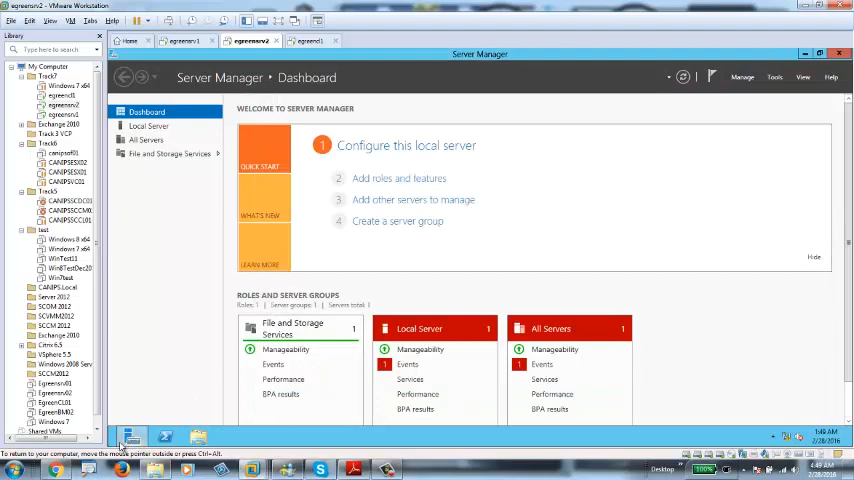 egreensrv2 - VMware Workstation
File Edit View VM Tabs Help
Library
Type here to search
My Computer
Track7
Windows 7 x64
egreencl1
egreensrv2
egreensrv1
Exchange 2010
Track 3 VCP
Track6
canipsof01
CANIPSESX02
CANIPSESX01
CANIPSVC01
Track5
CANIPSSCDC01
CANIPSSCCM0
CANIPSSCCL01
test
Windows 8 x64
Windows 7 x64
WinTest11
Win8TestDec20
Win7test
CANIPS.Local
Server 2012
SCOM 2012
SCVMM2012
SCCM 2012
Exchange 2010
Citrix 6.5
VSphere 5.5
Windows 2008 Serv
SCCM2012
Egreensrv01
Egreensrv02
EgreenCL01
EgreenBM02
Windows 7
Shared VMs
Home egreensrv1 egreensrv2 egreencl1
Server Manager
Server Manager • Dashboard
Manage Tools View Help
Dashboard
Local Server
All Servers
File and Storage Services
WELCOME TO SERVER MANAGER
QUICK START
WHAT'S NEW
LEARN MORE
1 Configure this local server
2 Add roles and features
3 Add other servers to manage
4 Create a server group
Hide
ROLES AND SERVER GROUPS
Roles: 1 | Server groups: 1 | Servers total: 1
File and Storage Services 1
Manageability
Events
Performance
BPA results
Local Server 1
Manageability
1 Events
Services
Performance
BPA results
All Servers 1
Manageability
1 Events
Services
Performance
BPA results
1:49 AM
2/28/2016
To return to your computer, move the mouse pointer outside or press Ctrl+Alt.
Desktop
100%
4:49 AM
2/28/2016